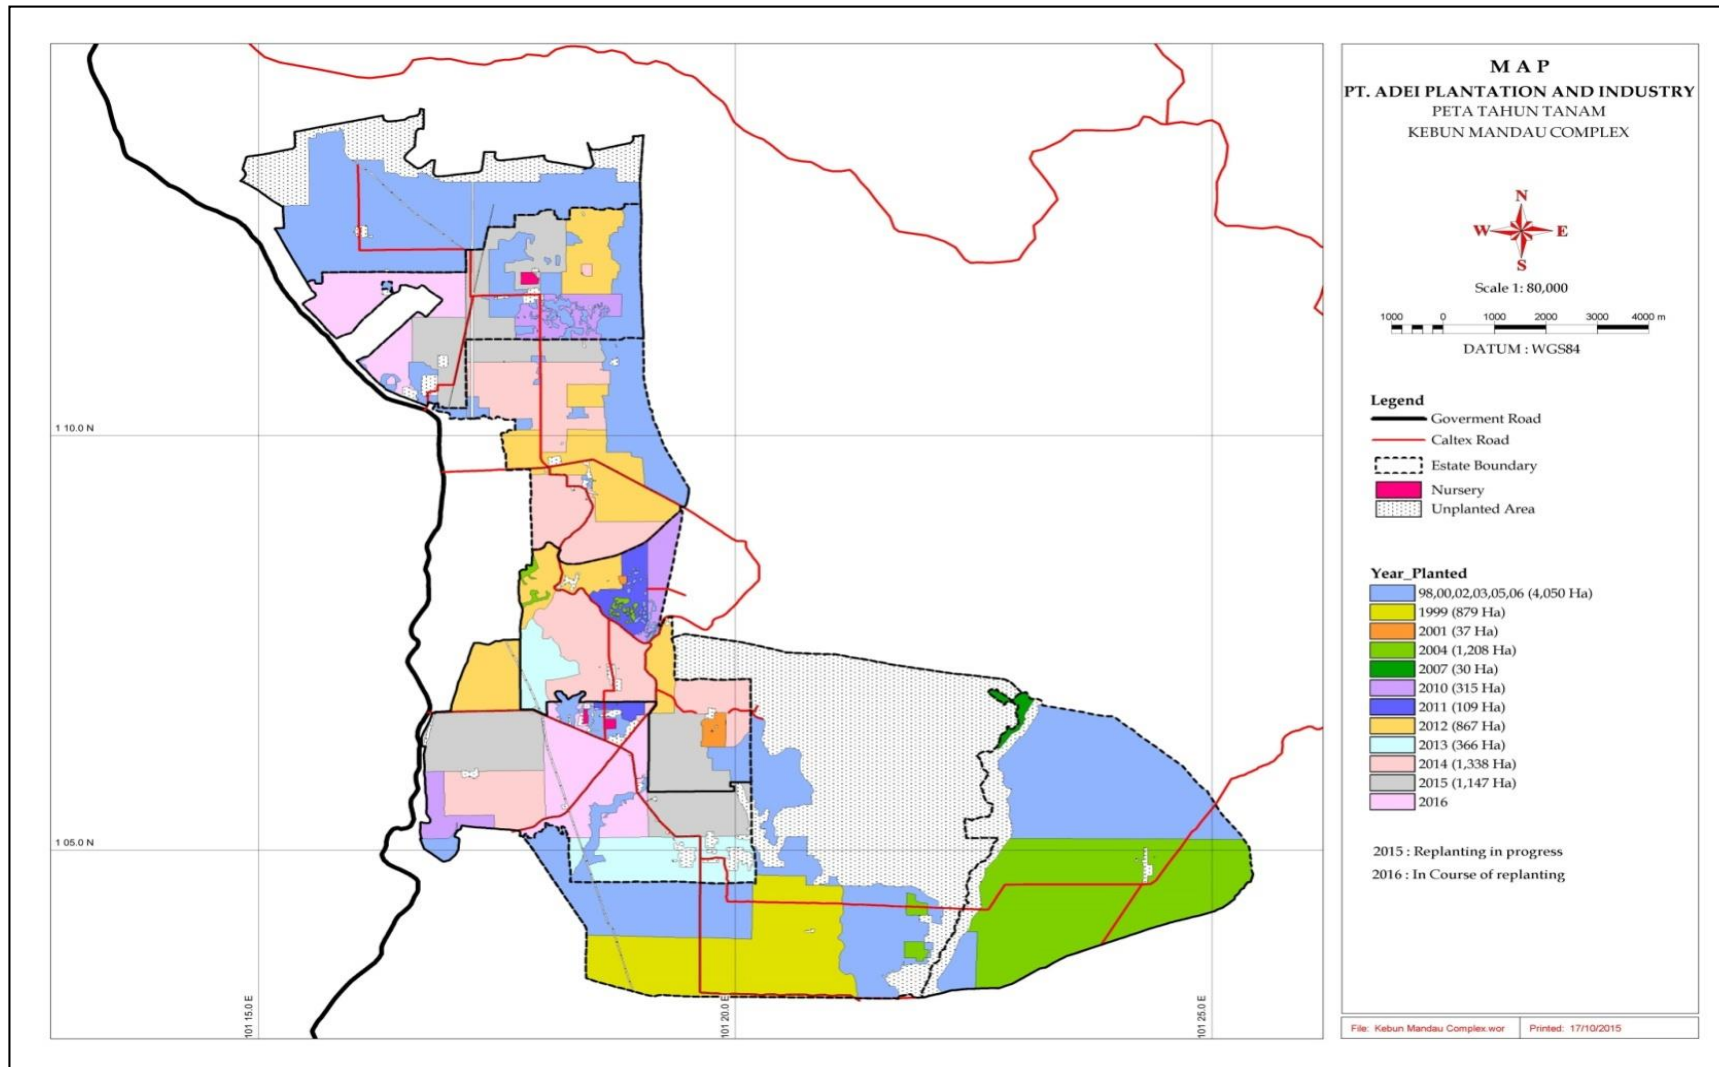 M A P
PT. ADEI PLANTATION AND INDUSTRY
PETA TAHUN TANAM
KEBUN MANDAU COMPLEX
N
W E
S
Scale 1: 80,000
1000 0 1000 2000 3000 4000 m
DATUM : WGS84
Legend
Goverment Road
Caltex Road
Estate Boundary
Nursery
Unplanted Area
Year_Planted
98,00,02,03,05,06 (4,050 Ha)
1999 (879 Ha)
2001 (37 Ha)
2004 (1,208 Ha)
2007 (30 Ha)
2010 (315 Ha)
2011 (109 Ha)
2012 (867 Ha)
2013 (366 Ha)
2014 (1,338 Ha)
2015 (1,147 Ha)
2016
2015 : Replanting in progress
2016 : In Course of replanting
File: Kebun Mandau Complex.wor Printed: 17/10/2015
1 10.0 N
1 05.0 N
101 15.0 E
101 20.0 E
101 25.0 E